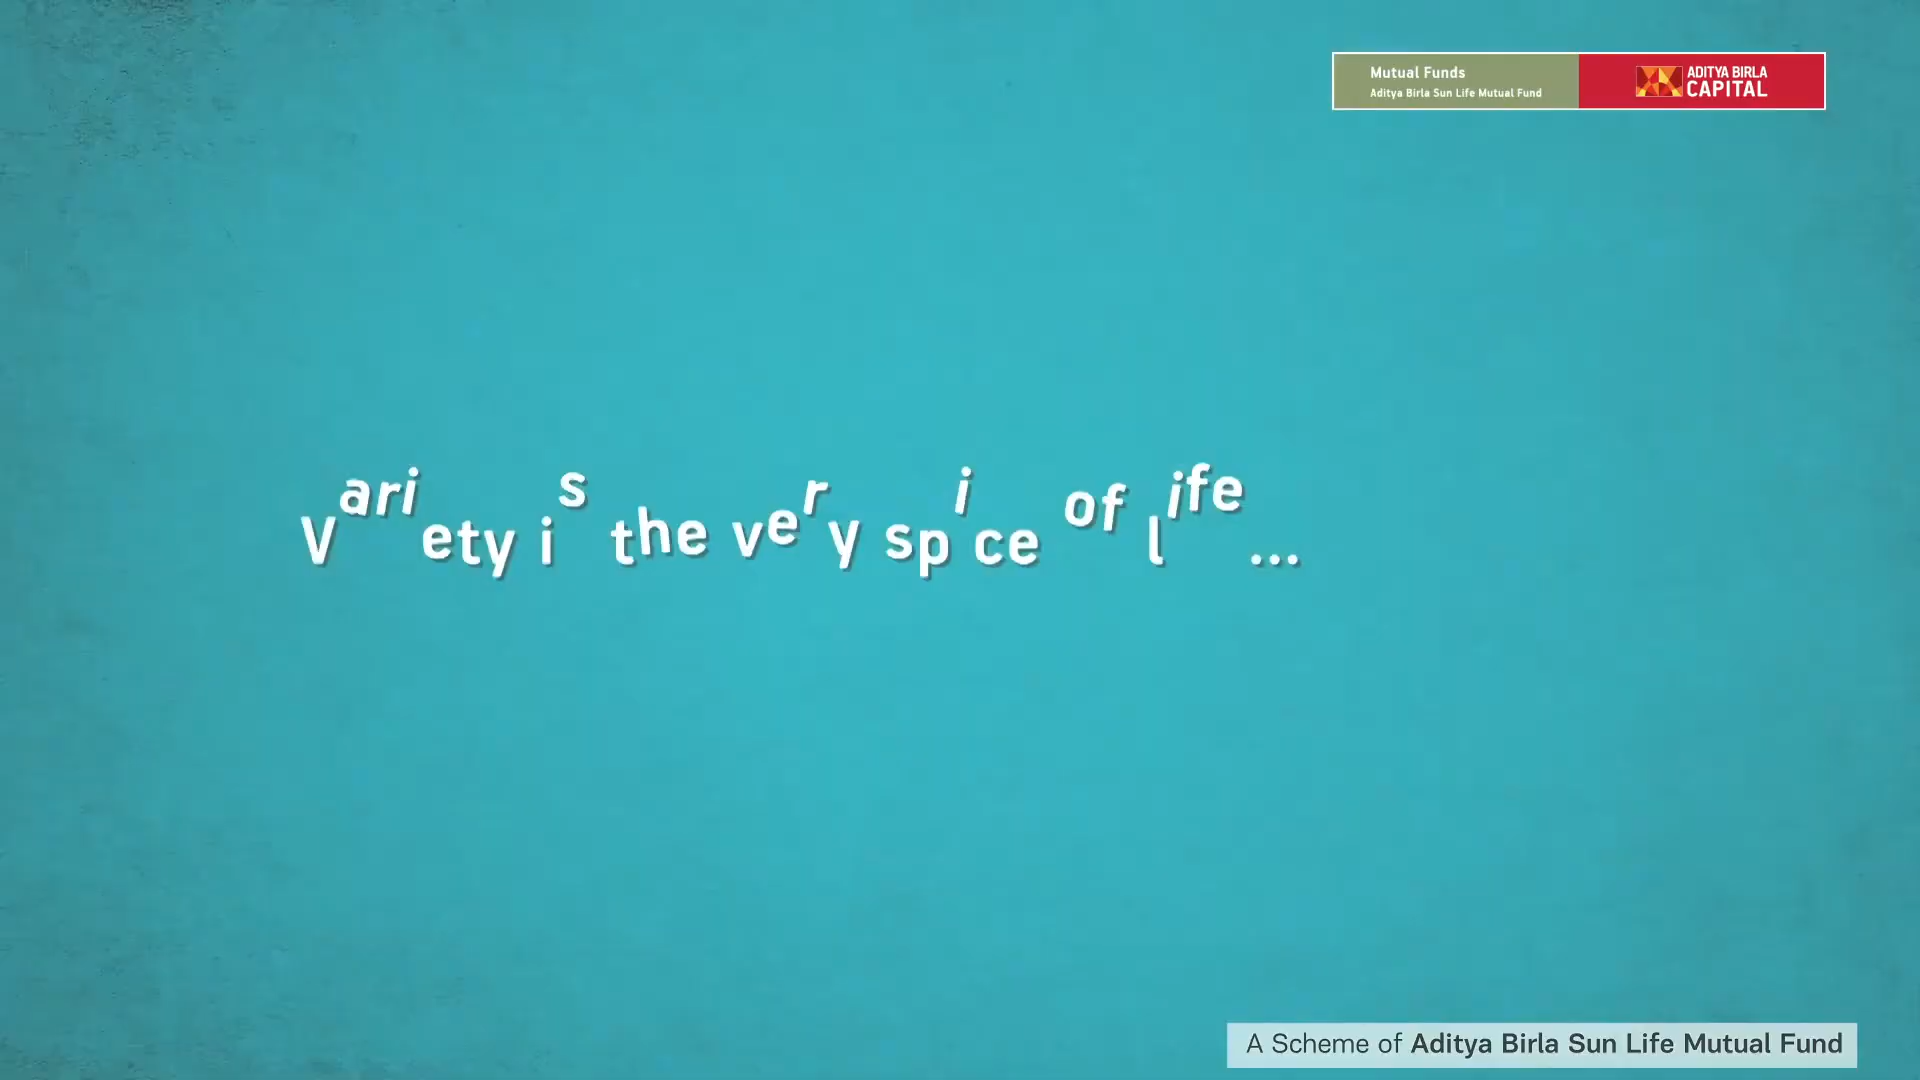 Mutual Funds
Aditya Birla Sun Life Mutual Fund
ADITYA BIRLA
CAPITAL
Variety is the very spice of life...
A Scheme of Aditya Birla Sun Life Mutual Fund